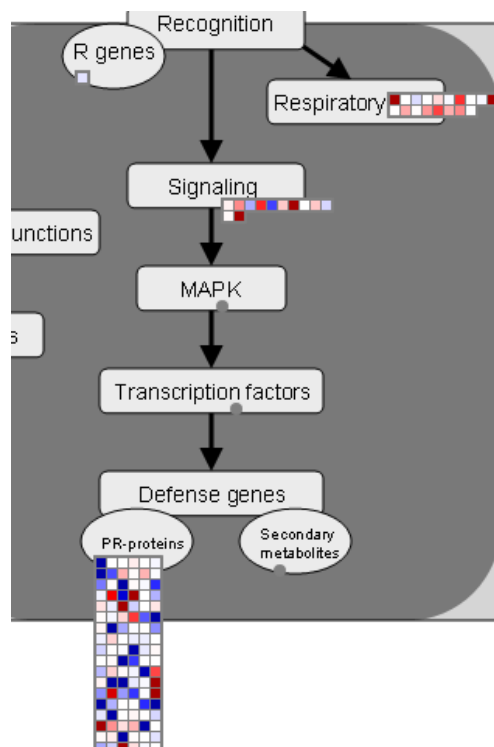 Recognition
R genes
Respiratory
Signaling
unctions
MAPK
s
Transcription factors
Defense genes
PR-proteins
Secondary
metabolites